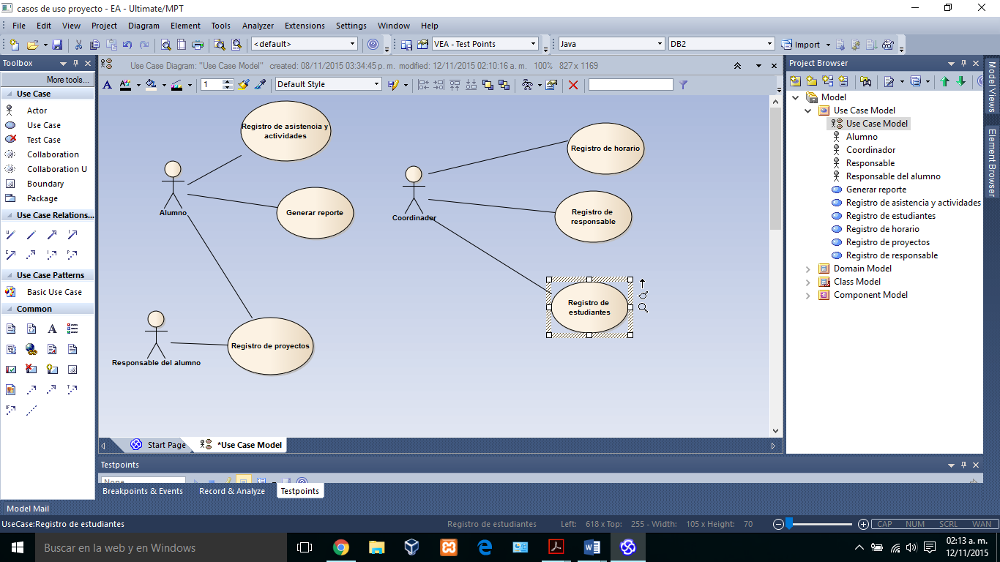 casos de uso proyecto - EA - Ultimate/MPT
File Edit View Project Diagram Element Tools Analyzer Extensions Settings Window Help
<default> VEA - Test Points Java DB2 Import
Toolbox
More tools...
Use Case
Actor
Use Case
Test Case
Collaboration
Collaboration U
Boundary
Package
Use Case Relations...
Use Case Patterns
Basic Use Case
Common
Use Case Diagram: "Use Case Model" created: 08/11/2015 03:34:45 p. m. modified: 12/11/2015 02:10:16 a. m. 100% 827 x 1169
A 1 Default Style
Registro de asistencia y
actividades
Alumno
Generar reporte
Responsable del alumno
Registro de proyectos
Coordinador
Registro de horario
Registro de
responsable
Registro de
estudiantes
Start Page *Use Case Model
Testpoints
None
Breakpoints & Events Record & Analyze Testpoints
Project Browser
Model
Use Case Model
Use Case Model
Alumno
Coordinador
Responsable
Responsable del alumno
Generar reporte
Registro de asistencia y actividades
Registro de estudiantes
Registro de horario
Registro de proyectos
Registro de responsable
Domain Model
Class Model
Component Model
Model Views
Element Browser
Model Mail
UseCase:Registro de estudiantes Registro de estudiantes Left: 618 x Top: 255 - Width: 105 x Height: 70 CAP NUM SCRL WAN
Buscar en la web y en Windows
02:13 a. m.
12/11/2015